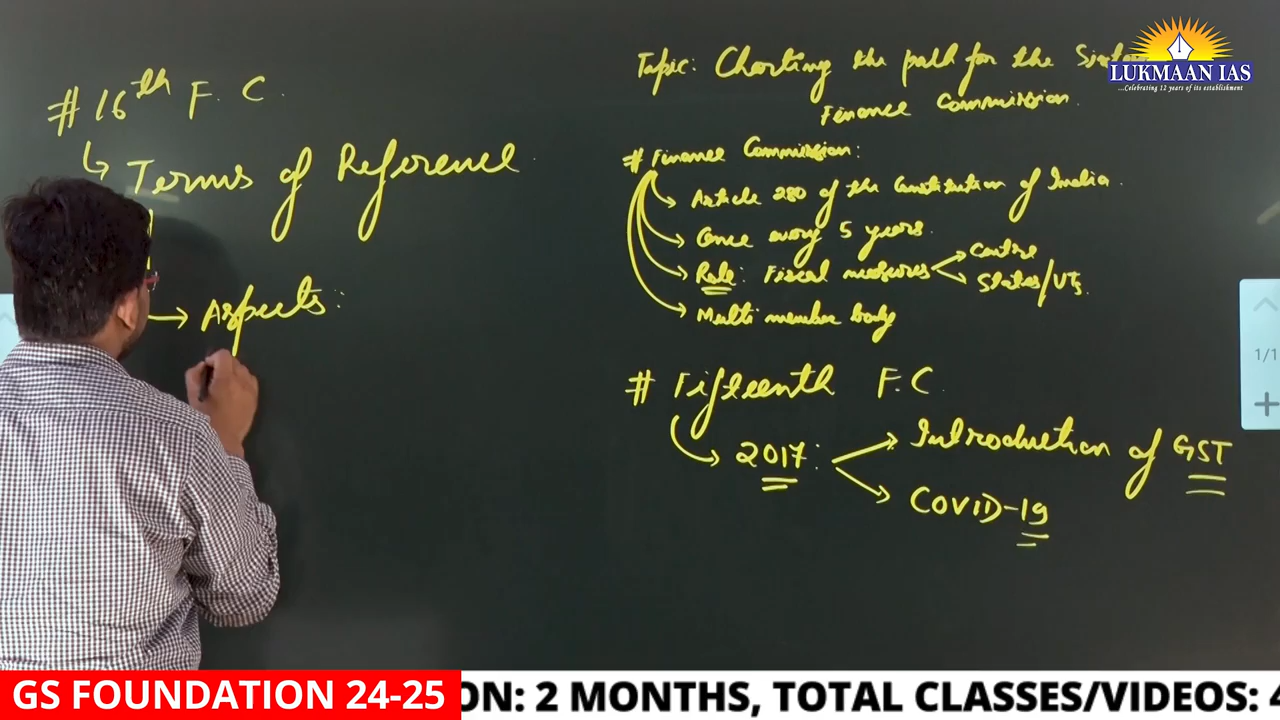 # 16th F. C.
↳ Terms of Reference
→ Aspects:
Topic: Charting the path for the
Finance Commission.
# Finance Commission:
→ Article 280 of the Constitution of India.
→ Once every 5 years.
→ Role: Fiscal measures
Centre
States/UTs.
→ Multi member body
# Fifteenth F.C.
↳ 2017:
Introduction of GST
COVID-19
LUKMAAN IAS
...Celebrating 12 years of its establishment
1/1
+
GS FOUNDATION 24-25
ON: 2 MONTHS, TOTAL CLASSES/VIDEOS: 4